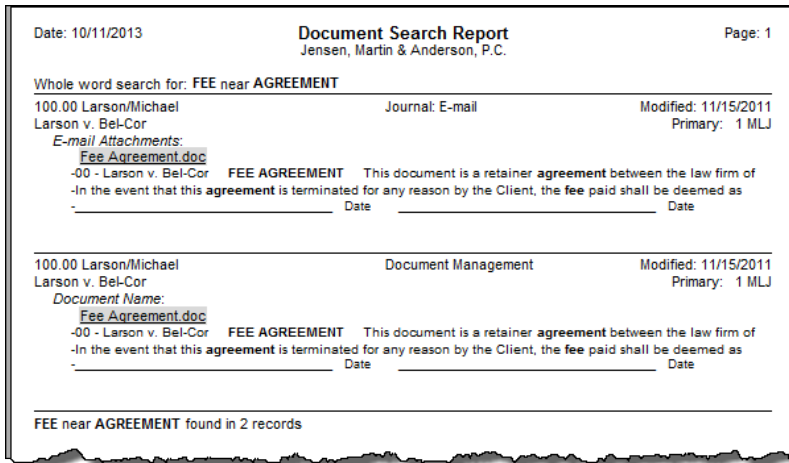 Date: 10/11/2013 Document Search Report Page: 1
Jensen, Martin & Anderson, P.C.
Whole word search for: FEE near AGREEMENT
100.00 Larson/Michael Journal: E-mail Modified: 11/15/2011
Larson v. Bel-Cor Primary: 1 MLJ
E-mail Attachments:
Fee Agreement.doc
-00 - Larson v. Bel-Cor FEE AGREEMENT This document is a retainer agreement between the law firm of
-In the event that this agreement is terminated for any reason by the Client, the fee paid shall be deemed as
-____________________ Date ____________________ Date
100.00 Larson/Michael Document Management Modified: 11/15/2011
Larson v. Bel-Cor Primary: 1 MLJ
Document Name:
Fee Agreement.doc
-00 - Larson v. Bel-Cor FEE AGREEMENT This document is a retainer agreement between the law firm of
-In the event that this agreement is terminated for any reason by the Client, the fee paid shall be deemed as
-____________________ Date ____________________ Date
FEE near AGREEMENT found in 2 records